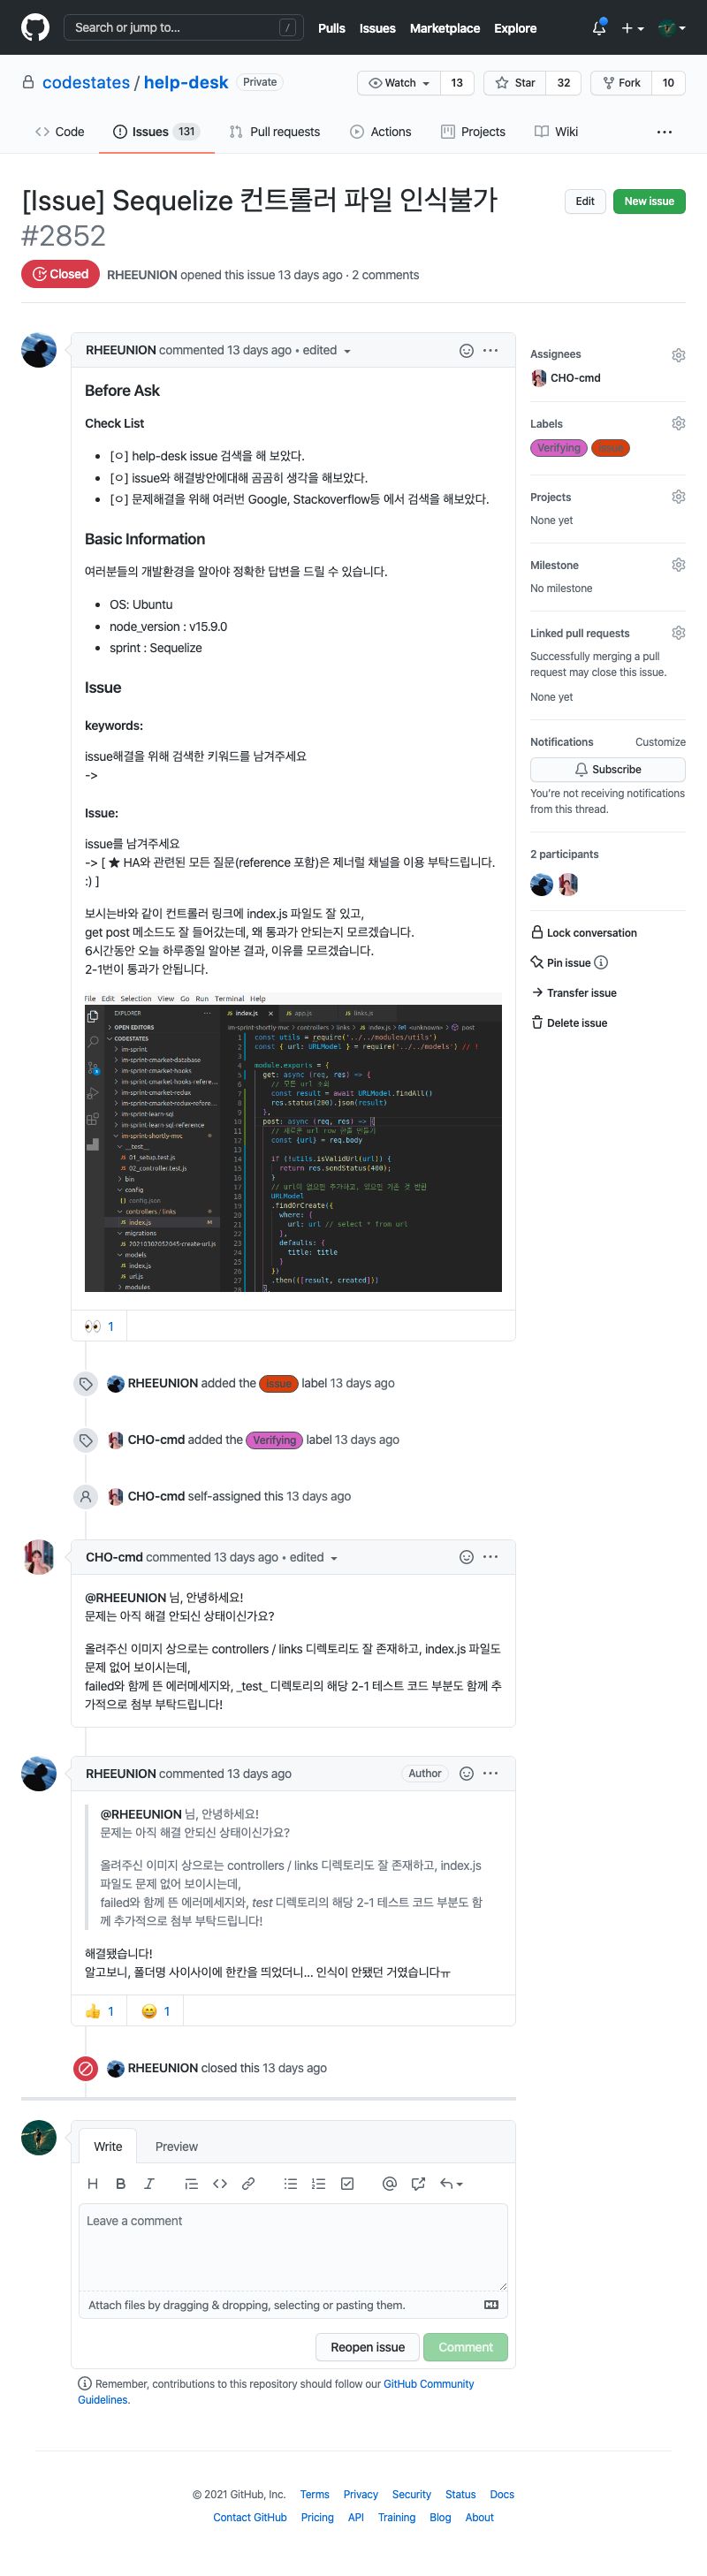 Search or jump to...
/
Pulls Issues Marketplace Explore
codestates / help-desk Private
Watch 13 Star 32 Fork 10
Code Issues 131 Pull requests Actions Projects Wiki ...
[Issue] Sequelize 컨트롤러 파일 인식불가
#2852
Edit New issue
Closed RHEEUNION opened this issue 13 days ago · 2 comments
RHEEUNION commented 13 days ago • edited
Before Ask
Check List
• [ㅇ] help-desk issue 검색을 해 보았다.
• [ㅇ] issue와 해결방안에대해 곰곰히 생각을 해보았다.
• [ㅇ] 문제해결을 위해 여러번 Google, Stackoverflow등 에서 검색을 해보았다.
Basic Information
여러분들의 개발환경을 알아야 정확한 답변을 드릴 수 있습니다.
• OS: Ubuntu
• node_version : v15.9.0
• sprint : Sequelize
Issue
keywords:
issue해결을 위해 검색한 키워드를 남겨주세요
->
Issue:
issue를 남겨주세요
-> [ ★ HA와 관련된 모든 질문(reference 포함)은 제너럴 채널을 이용 부탁드립니다.
:) ]
보시는바와 같이 컨트롤러 링크에 index.js 파일도 잘 있고,
get post 메소드도 잘 들어갔는데, 왜 통과가 안되는지 모르겠습니다.
6시간동안 오늘 하루종일 알아본 결과, 이유를 모르겠습니다.
2-1번이 통과가 안됩니다.
File Edit Selection View Go Run Terminal Help
EXPLORER ...
OPEN EDITORS
CODESTATES
im-sprint
im-sprint-cmarket-database
im-sprint-cmarket-hooks
im-sprint-cmarket-hooks-refere...
im-sprint-cmarket-redux
im-sprint-cmarket-redux-refere...
im-sprint-learn-sql
im-sprint-learn-sql-reference
im-sprint-shortly-mvc
__test__
01_setup.test.js
02_controller.test.js
bin
config
config.json
controllers / links
index.js M
migrations
20210302052045-create-url.js
models
index.js
url.js
modules
index.js app.js links.js
im-sprint-shortly-mvc > controllers > links > index.js > <unknown> > post
1 const utils = require('../../modules/utils')
2 const { url: URLModel } = require('../../models') // !
3
4 module.exports = {
5 get: async (req, res) => {
6 // 모든 url 조회
7 const result = await URLModel.findAll()
8 res.status(200).json(result)
9 },
10 post: async (req, res) => {
11 // 새로운 url row 만들기
12 const {url} = req.body
13
14 if (!utils.isValidUrl(url)) {
15 return res.sendStatus(400);
16 }
17 // url이 없으면 추가하고, 있으면 기존 것 반환
18 URLModel
19 .findOrCreate({
20 where: {
21 url: url // select * from url
22 },
23 defaults: {
24 title: title
25 }
26 })
27 .then(([result, created]))
28 },
👀 1
RHEEUNION added the issue label 13 days ago
CHO-cmd added the Verifying label 13 days ago
CHO-cmd self-assigned this 13 days ago
CHO-cmd commented 13 days ago • edited
@RHEEUNION 님, 안녕하세요!
문제는 아직 해결 안되신 상태이신가요?
올려주신 이미지 상으로는 controllers / links 디렉토리도 잘 존재하고, index.js 파일도
문제 없어 보이시는데,
failed와 함께 뜬 에러메세지와, _test_ 디렉토리의 해당 2-1 테스트 코드 부분도 함께 추
가적으로 첨부 부탁드립니다!
RHEEUNION commented 13 days ago Author
@RHEEUNION 님, 안녕하세요!
문제는 아직 해결 안되신 상태이신가요?
올려주신 이미지 상으로는 controllers / links 디렉토리도 잘 존재하고, index.js
파일도 문제 없어 보이시는데,
failed와 함께 뜬 에러메세지와, test 디렉토리의 해당 2-1 테스트 코드 부분도 함
께 추가적으로 첨부 부탁드립니다!
해결됐습니다!
알고보니, 폴더명 사이사이에 한칸을 띄었더니... 인식이 안됐던 거였습니다ㅠ
👍 1 😄 1
RHEEUNION closed this 13 days ago
Assignees
CHO-cmd
Labels
Verifying issue
Projects
None yet
Milestone
No milestone
Linked pull requests
Successfully merging a pull
request may close this issue.
None yet
Notifications Customize
Subscribe
You're not receiving notifications
from this thread.
2 participants
Lock conversation
Pin issue
Transfer issue
Delete issue
Write Preview
Leave a comment
Attach files by dragging & dropping, selecting or pasting them.
Reopen issue Comment
Remember, contributions to this repository should follow our GitHub Community
Guidelines.
© 2021 GitHub, Inc. Terms Privacy Security Status Docs
Contact GitHub Pricing API Training Blog About